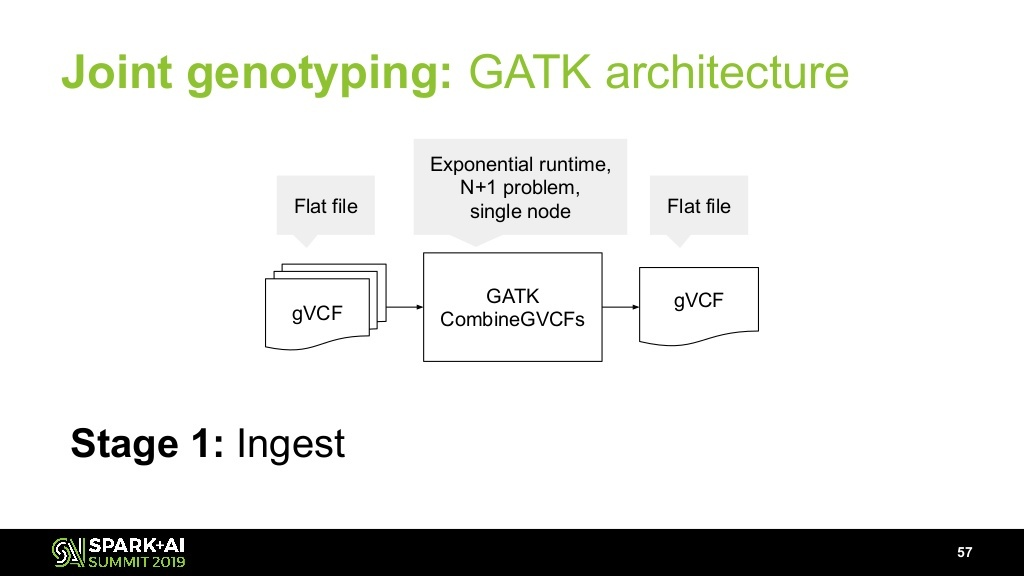 Joint genotyping: GATK architecture
Exponential runtime,
N+1 problem,
single node
Flat file
Flat file
gVCF
GATK
CombineGVCFs
gVCF
Stage 1: Ingest
SPARK+AI
SUMMIT 2019
57